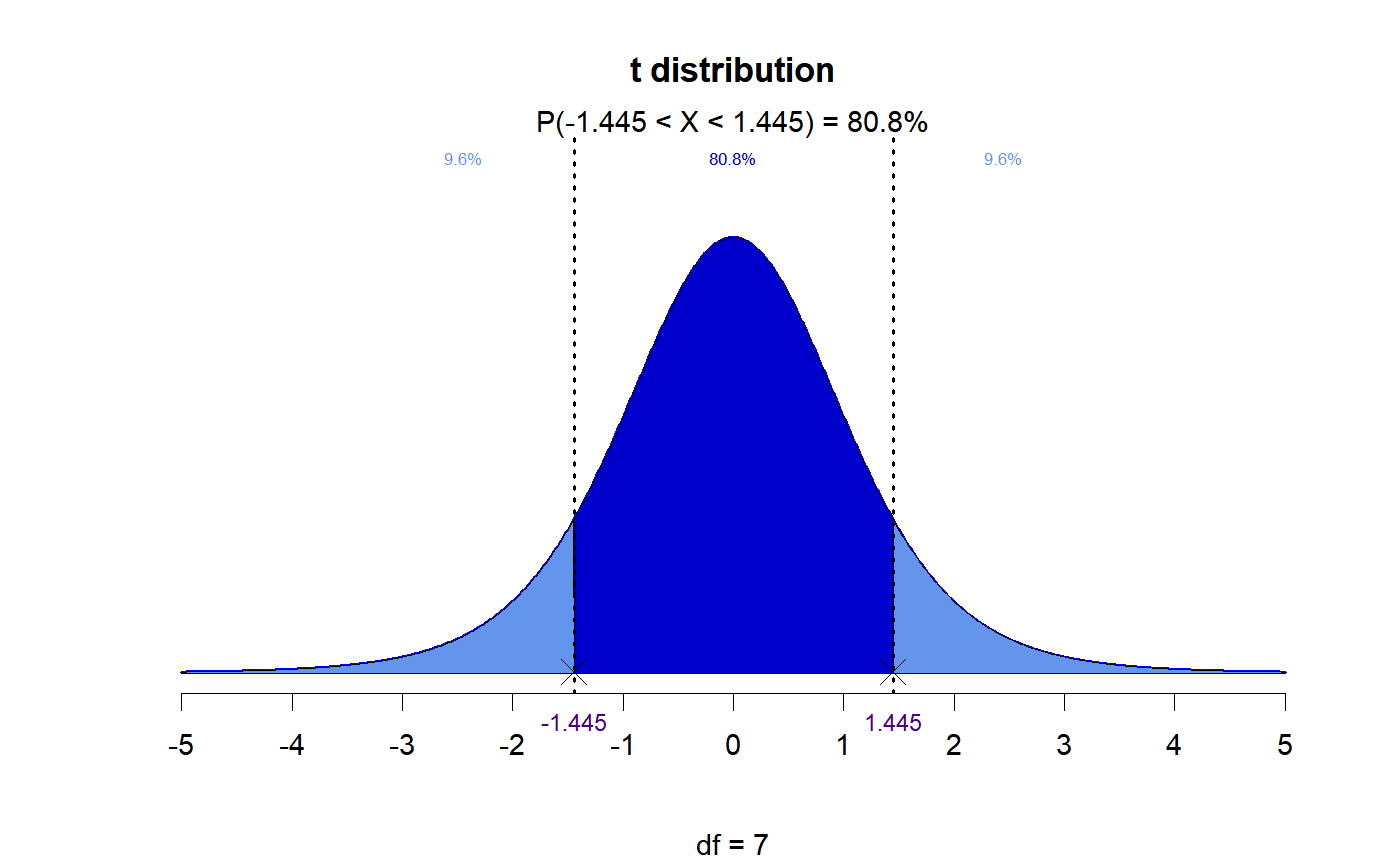 t distribution
P(-1.445 < X < 1.445) = 80.8%
9.6% 80.8% 9.6%
-1.445 1.445
-5 -4 -3 -2 -1 0 1 2 3 4 5
df = 7